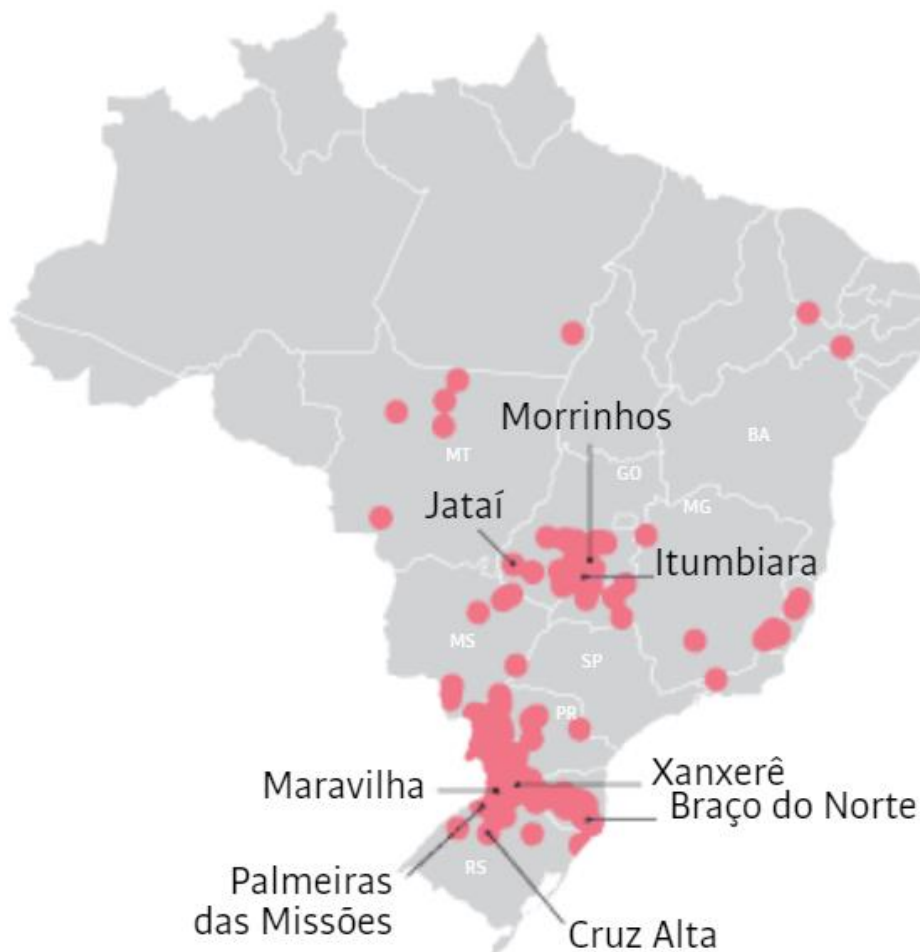 Morrinhos
BA
MT
GO
MG
Jataí
Itumbiara
MS
SP
PR
Xanxerê
Maravilha
Braço do Norte
RS
Palmeiras
das Missões
Cruz Alta